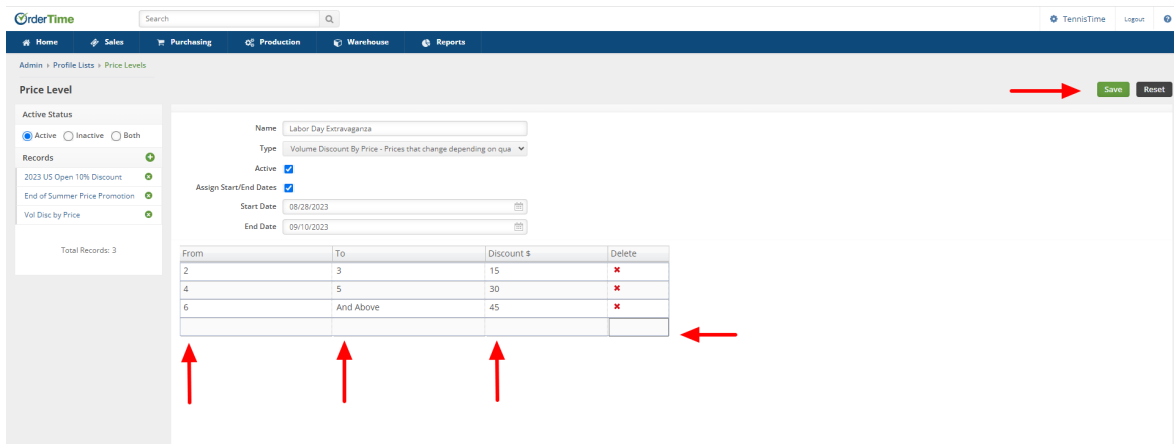 OrderTime Search TennisTime Logout
Home Sales Purchasing Production Warehouse Reports
Admin › Profile Lists › Price Levels
Price Level Save Reset
Active Status
Active Inactive Both
Records
2023 US Open 10% Discount
End of Summer Price Promotion
Vol Disc by Price
Total Records: 3
Name Labor Day Extravaganza
Type Volume Discount By Price - Prices that change depending on qua
Active
Assign Start/End Dates
Start Date 08/28/2023
End Date 09/10/2023
From To Discount $ Delete
2 3 15
4 5 30
6 And Above 45